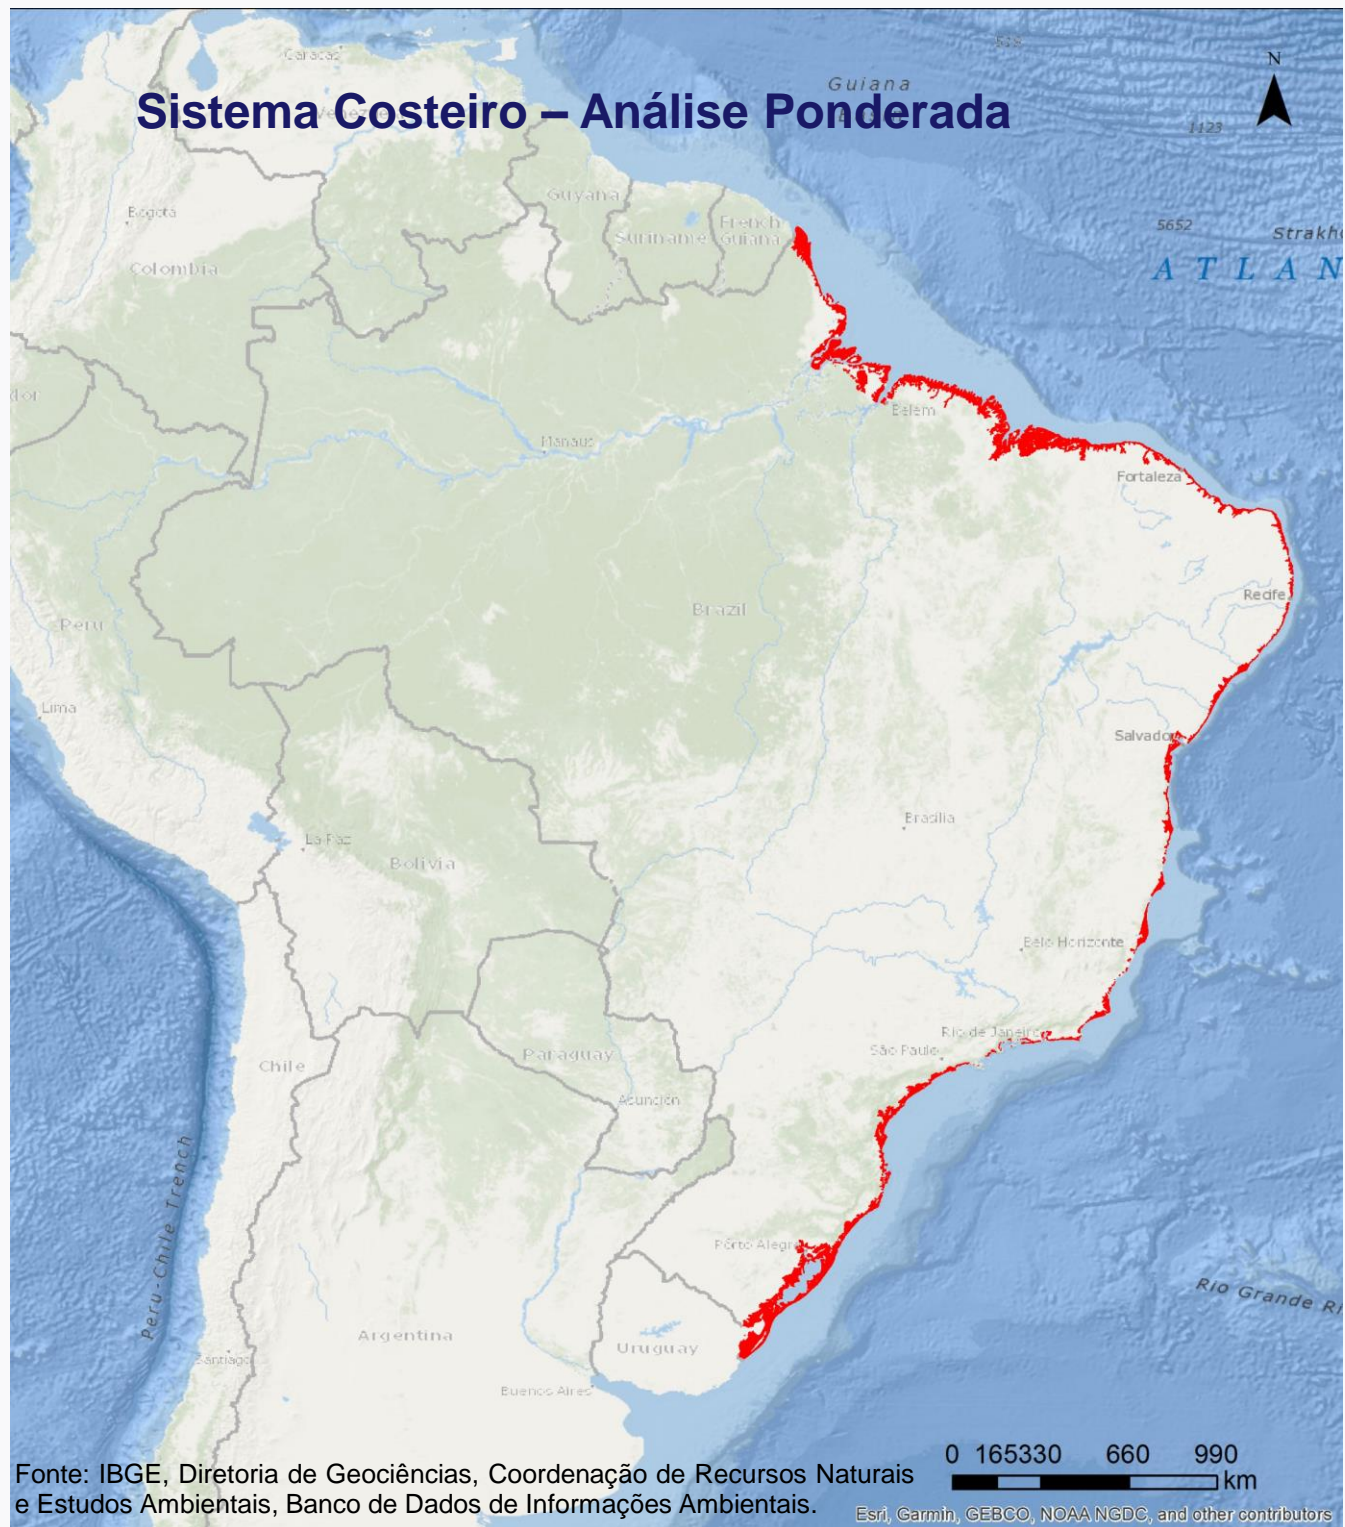 Caracas
518
Guiana
N
Sistema Costeiro – Análise Ponderada
1123
Guyana
Bogota
Suriname
French
Guiana
5652
Colombia
A T L A N
Belem
Manaus
Fortaleza
Brazil
Recife
Peru
Lima
Salvador
Brasilia
La Paz
Bolivia
Belo Horizonte
Rio de Janeiro
São Paulo
Paraguay
Chile
Asuncion
Peru-Chile Trench
Porto Alegre
Rio Grande Ri
Argentina
Uruguay
Santiago
Buenos Aires
0 165330 660 990
km
Fonte: IBGE, Diretoria de Geociências, Coordenação de Recursos Naturais
e Estudos Ambientais, Banco de Dados de Informações Ambientais.
Esri, Garmin, GEBCO, NOAA NGDC, and other contributors